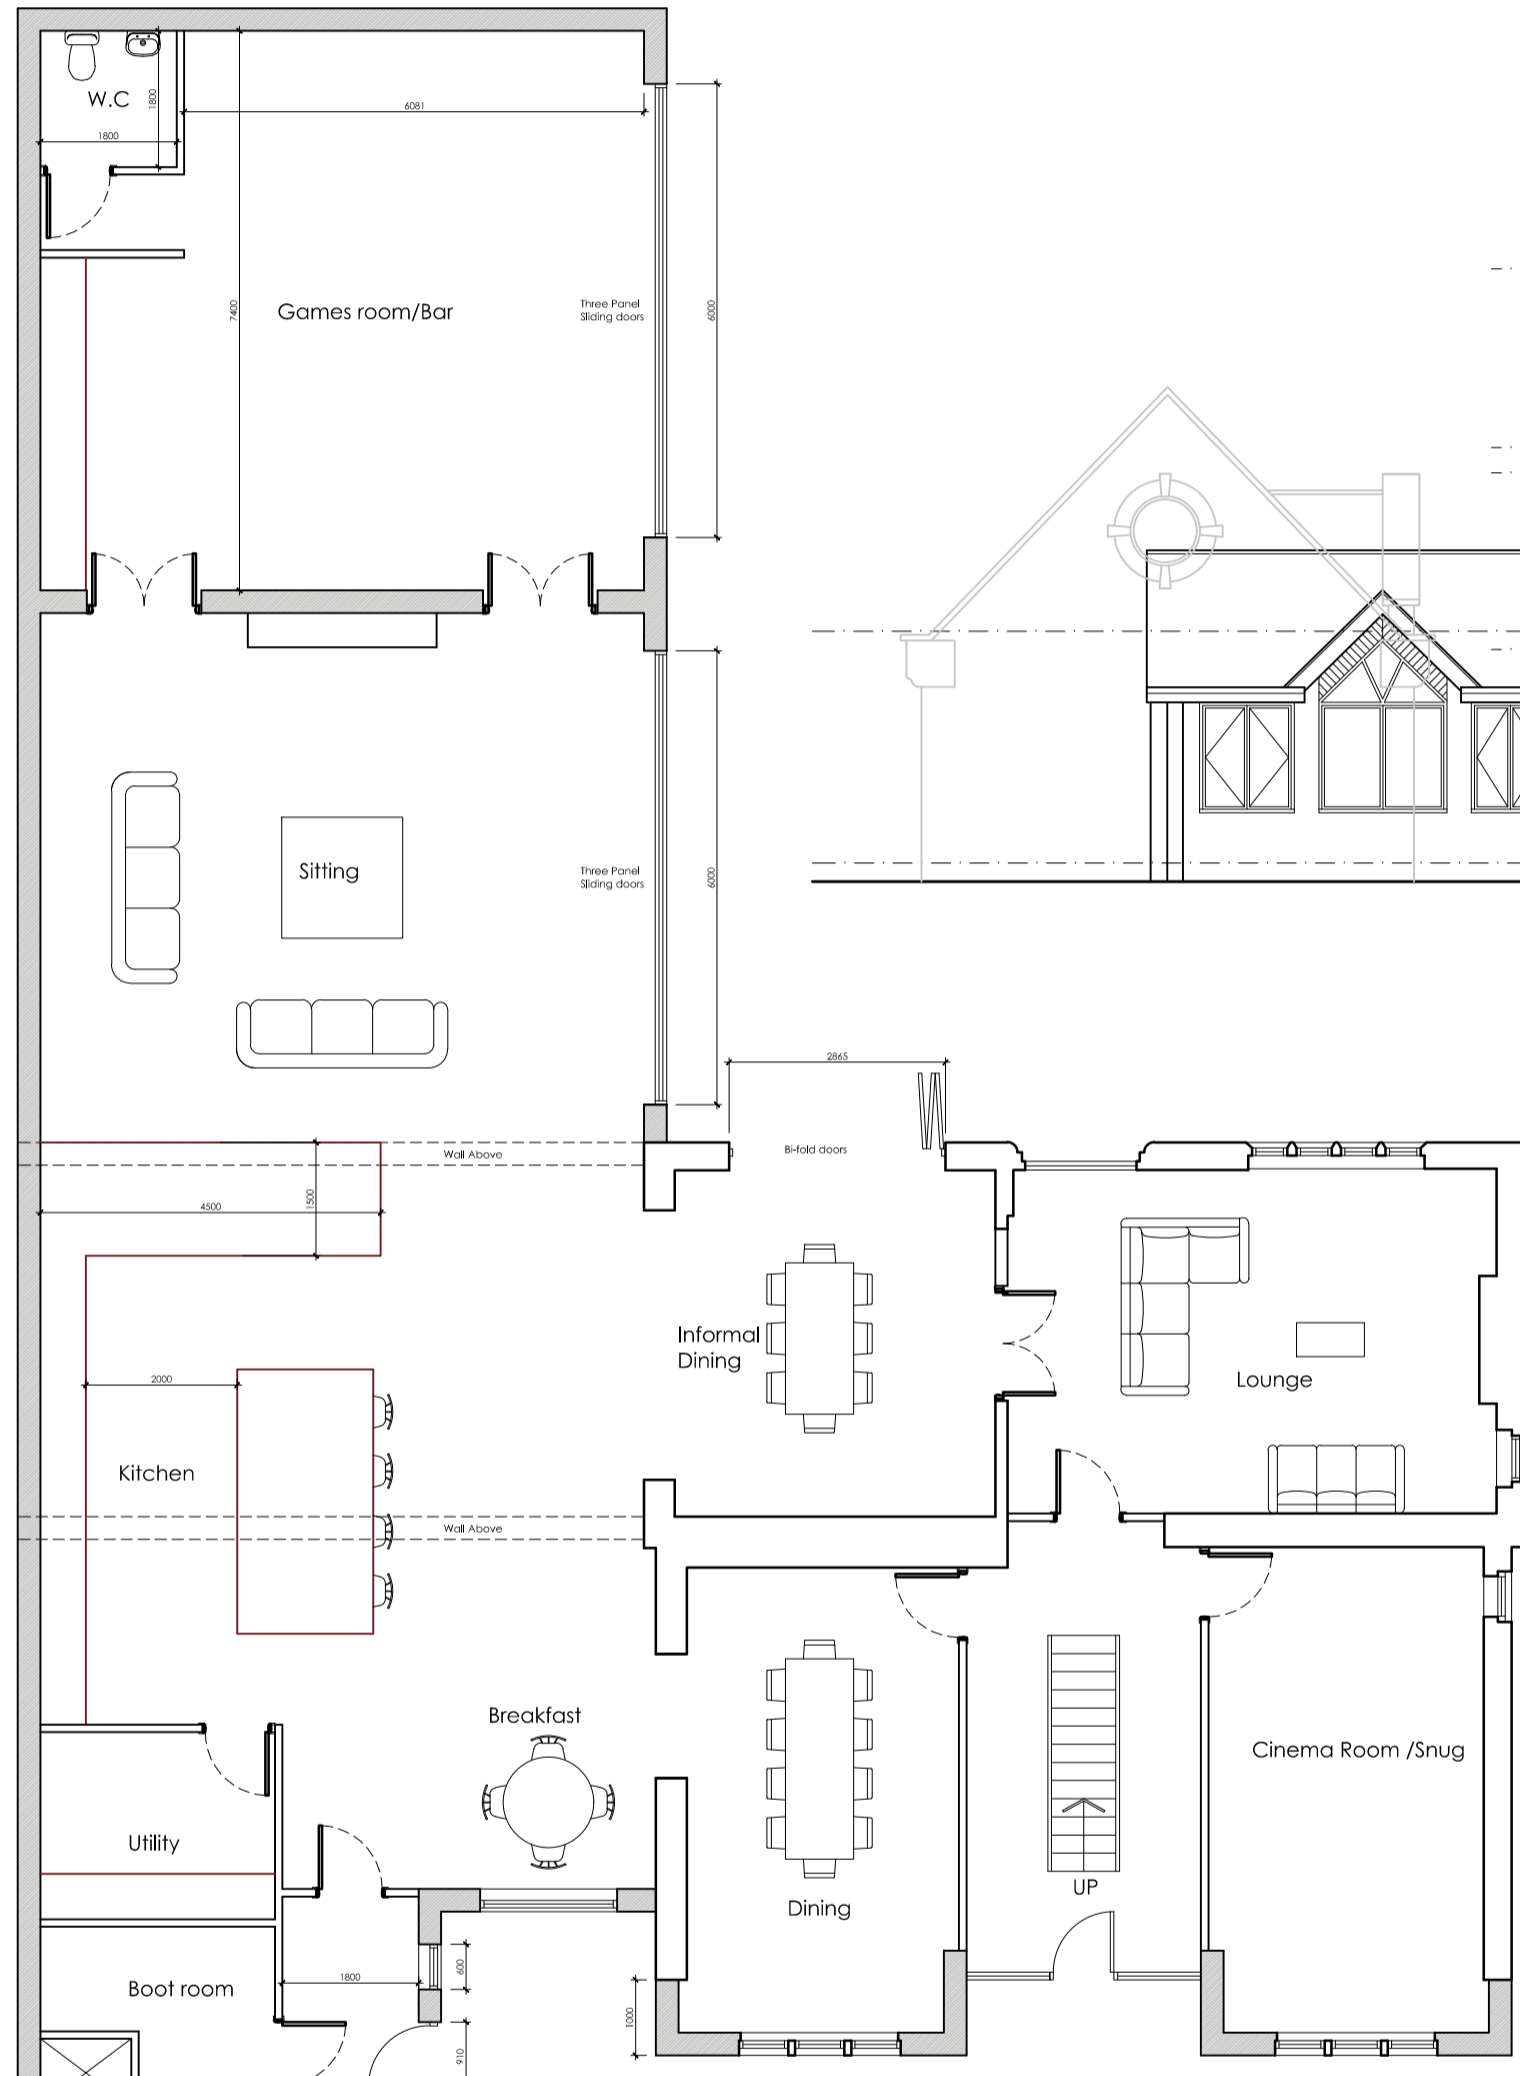 W.C
1800
1800
6081
7400
Games room/Bar
Three Panel
Sliding doors
6000
Sitting
Three Panel
Sliding doors
6000
2865
Bi-fold doors
Wall Above
4500
1500
Informal
Dining
Lounge
2000
Kitchen
Wall Above
Breakfast
Cinema Room /Snug
Utility
UP
Dining
Boot room
1800
600
1000
910